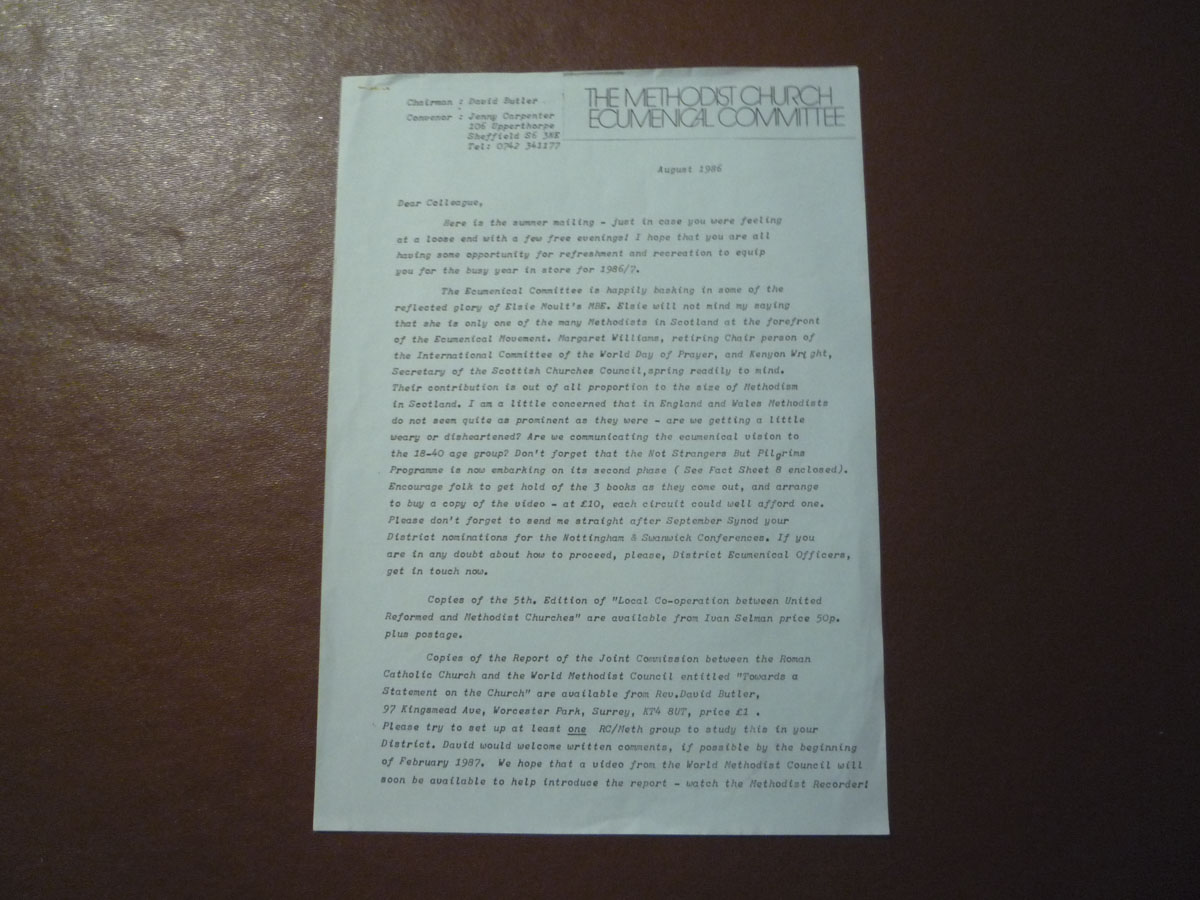 Chairman : David Butler
Convenor : Jenny Carpenter
106 Upperthorpe
Sheffield S6 3NE
Tel: 0742 341177
THE METHODIST CHURCH
ECUMENICAL COMMITTEE
August 1986
Dear Colleague,
Here is the summer mailing - just in case you were feeling
at a loose end with a few free evenings! I hope that you are all
having some opportunity for refreshment and recreation to equip
you for the busy year in store for 1986/7.
The Ecumenical Committee is happily basking in some of the
reflected glory of Elsie Moult's MBE. Elsie will not mind my saying
that she is only one of the many Methodists in Scotland at the forefront
of the Ecumenical Movement. Margaret Williams, retiring Chair person of
the International Committee of the World Day of Prayer, and Kenyon Wright,
Secretary of the Scottish Churches Council,spring readily to mind.
Their contribution is out of all proportion to the size of Methodism
in Scotland. I am a little concerned that in England and Wales Methodists
do not seem quite as prominent as they were - are we getting a little
weary or disheartened? Are we communicating the ecumenical vision to
the 18-40 age group? Don't forget that the Not Strangers But Pilgrims
Programme is now embarking on its second phase ( See Fact Sheet 8 enclosed).
Encourage folk to get hold of the 3 books as they come out, and arrange
to buy a copy of the video - at £10, each circuit could well afford one.
Please don't forget to send me straight after September Synod your
District nominations for the Nottingham & Swanwick Conferences. If you
are in any doubt about how to proceed, please, District Ecumenical Officers,
get in touch now.
Copies of the 5th. Edition of "Local Co-operation between United
Reformed and Methodist Churches" are available from Ivan Selman price 50p.
plus postage.
Copies of the Report of the Joint Commission between the Roman
Catholic Church and the World Methodist Council entitled "Towards a
Statement on the Church" are available from Rev.David Butler,
97 Kingsmead Ave, Worcester Park, Surrey, KT4 8UT, price £1 .
Please try to set up at least one RC/Meth group to study this in your
District. David would welcome written comments, if possible by the beginning
of February 1987. We hope that a video from the World Methodist Council will
soon be available to help introduce the report - watch the Methodist Recorder!